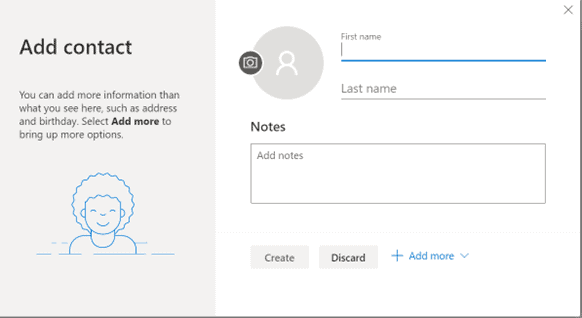 Add contact
You can add more information than
what you see here, such as address
and birthday. Select Add more to
bring up more options.
First name
Last name
Notes
Add notes
Create
Discard
Add more